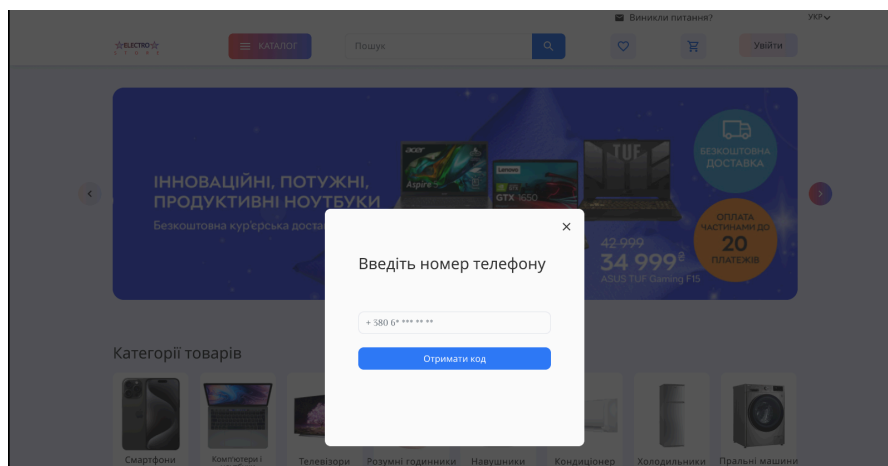 Виникли питання?
УКР
ELECTRO
STORE
КАТАЛОГ
Пошук
Увійти
ІННОВАЦІЙНІ, ПОТУЖНІ,
ПРОДУКТИВНІ НОУТБУКИ
Безкоштовна кур'єрська доста
acer
Aspire
Lenovo
GTX 1650
TUF
БЕЗКОШТОВНА
ДОСТАВКА
ОПЛАТА
ЧАСТИНАМИ ДО
20
ПЛАТЕЖІВ
42 999
34 999₴
ASUS TUF Gaming F15
Введіть номер телефону
+ 380 6* *** ** **
Отримати код
Категорії товарів
Смартфони
Комп'ютери і
Телевізори
Розумні годинники
Навушники
Кондиціонер
Холодильники
Пральні машини